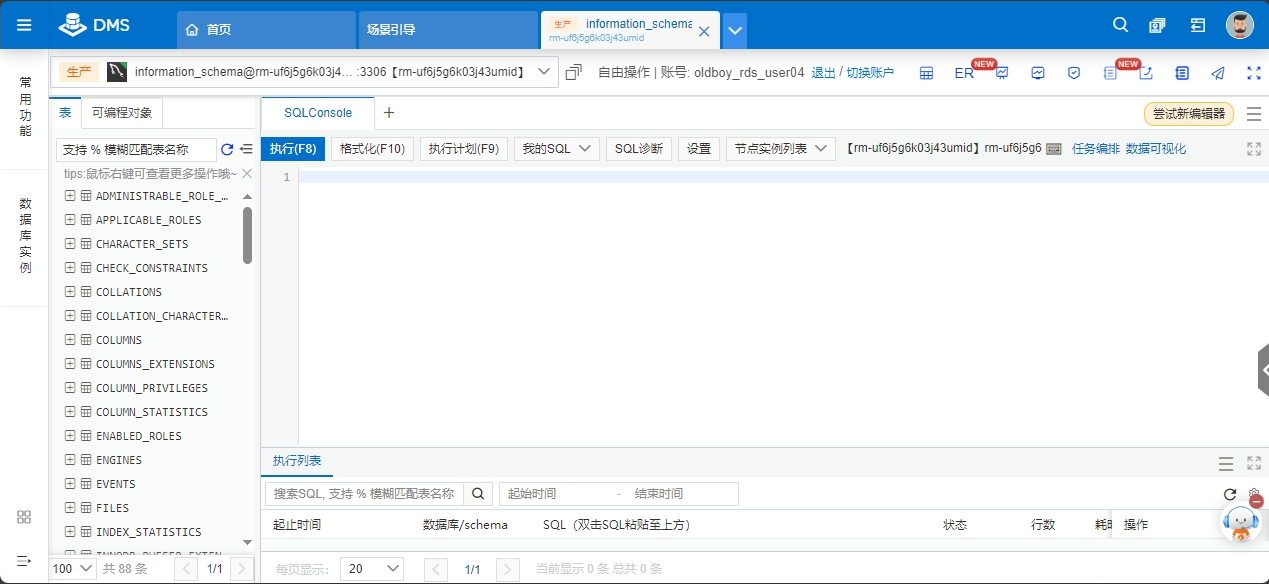 DMS
首页
场景引导
生产
information_schema
rm-uf6j5g6k03j43umid
生产
information_schema@rm-uf6j5g6k03j4... :3306【rm-uf6j5g6k03j43umid】
自由操作 | 账号: oldboy_rds_user04 退出 / 切换账户
ER
NEW
NEW
常用功能
数据库实例
表
可编程对象
SQLConsole
尝试新编辑器
支持 % 模糊匹配表名称
执行(F8)
格式化(F10)
执行计划(F9)
我的SQL
SQL诊断
设置
节点实例列表
【rm-uf6j5g6k03j43umid】rm-uf6j5g6
任务编排
数据可视化
tips:鼠标右键可查看更多操作哦~
1
ADMINISTRABLE_ROLE_…
APPLICABLE_ROLES
CHARACTER_SETS
CHECK_CONSTRAINTS
COLLATIONS
COLLATION_CHARACTER…
COLUMNS
COLUMNS_EXTENSIONS
COLUMN_PRIVILEGES
COLUMN_STATISTICS
ENABLED_ROLES
ENGINES
EVENTS
FILES
INDEX_STATISTICS
INNODB_BUFFER_EXTEN…
100
共 88 条
1/1
执行列表
搜索SQL, 支持 % 模糊匹配表名称
起始时间
-
结束时间
起止时间
数据库/schema
SQL（双击SQL粘贴至上方）
状态
行数
耗时
操作
每页显示:
20
1/1
当前显示 0 条 总共 0 条